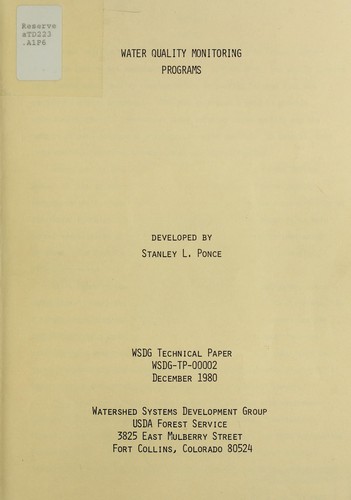 Reserve
aTD223
.A1P6
WATER QUALITY MONITORING
PROGRAMS
DEVELOPED BY
STANLEY L. PONCE
WSDG TECHNICAL PAPER
WSDG-TP-00002
DECEMBER 1980
WATERSHED SYSTEMS DEVELOPMENT GROUP
USDA FOREST SERVICE
3825 EAST MULBERRY STREET
FORT COLLINS, COLORADO 80524